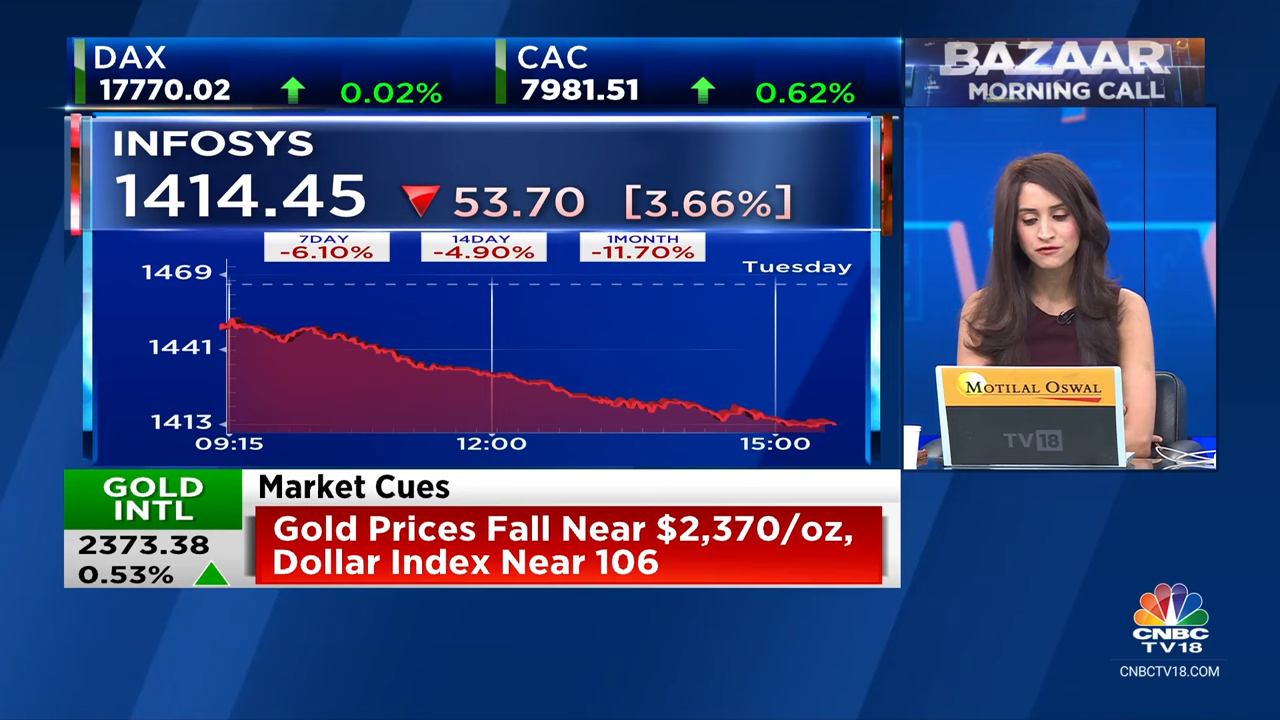 DAX
17770.02 0.02%
CAC
7981.51 0.62%
BAZAAR
MORNING CALL
INFOSYS
1414.45 53.70 [3.66%]
7DAY
-6.10%
14DAY
-4.90%
1MONTH
-11.70%
Tuesday
1469
1441
1413
09:15 12:00 15:00
MOTILAL OSWAL
TV18
GOLD
INTL
2373.38
0.53%
Market Cues
Gold Prices Fall Near $2,370/oz,
Dollar Index Near 106
CNBC
TV18
CNBCTV18.COM